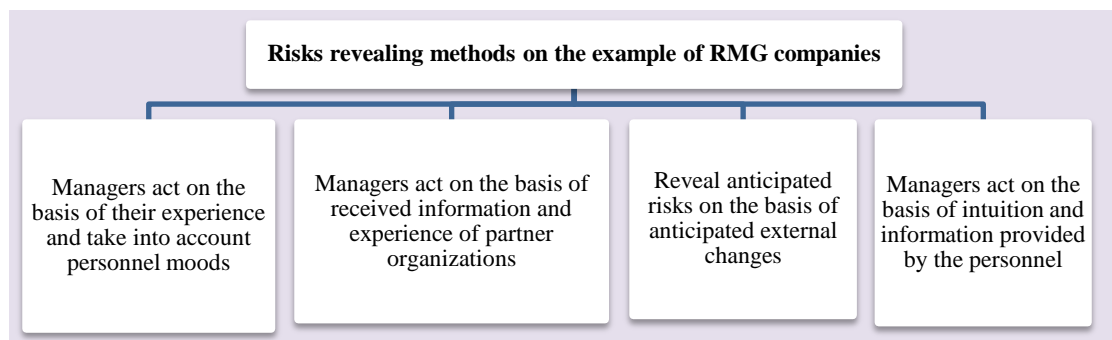 Risks revealing methods on the example of RMG companies
Managers act on the
basis of their experience
and take into account
personnel moods
Managers act on the basis of
received information and
experience of partner
organizations
Reveal anticipated
risks on the basis of
anticipated external
changes
Managers act on the
basis of intuition and
information provided
by the personnel